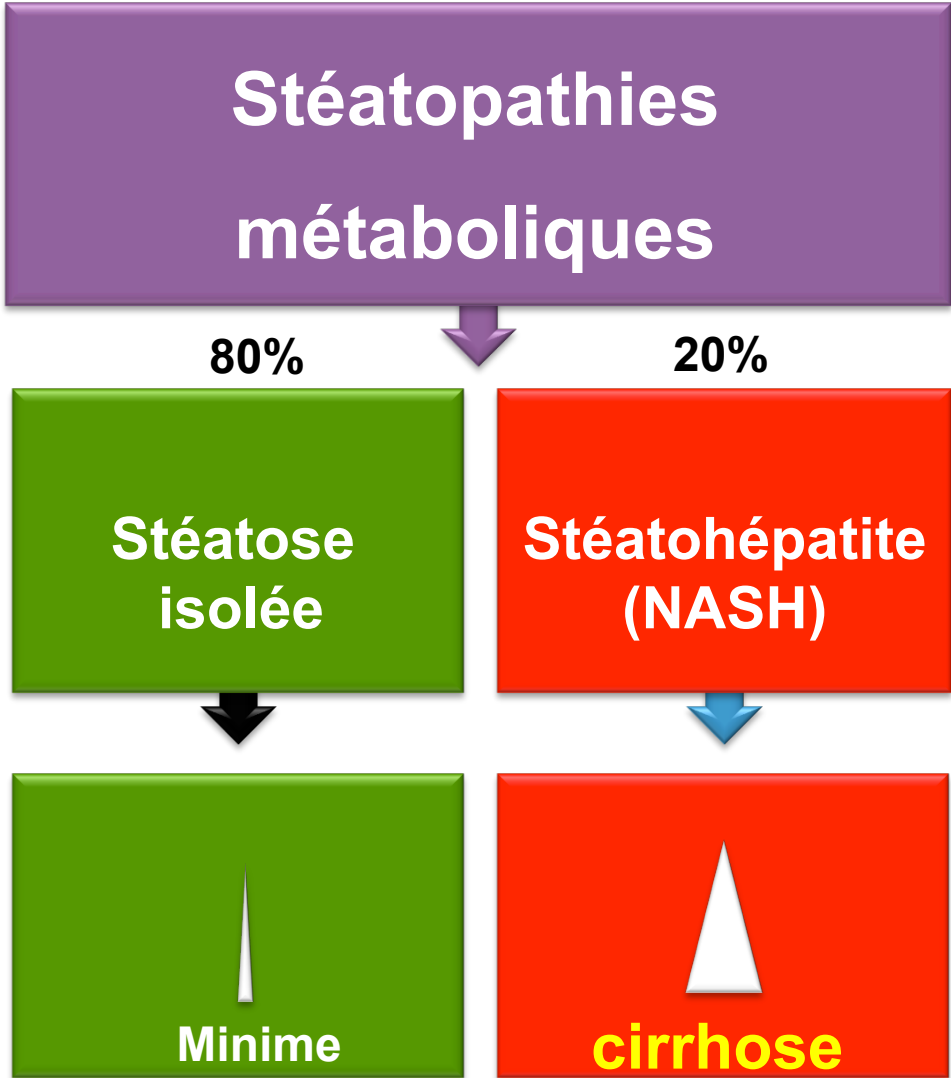 Stéatopathies
métaboliques
80%
20%
Stéatose
isolée
Stéatohépatite
(NASH)
Minime
cirrhose